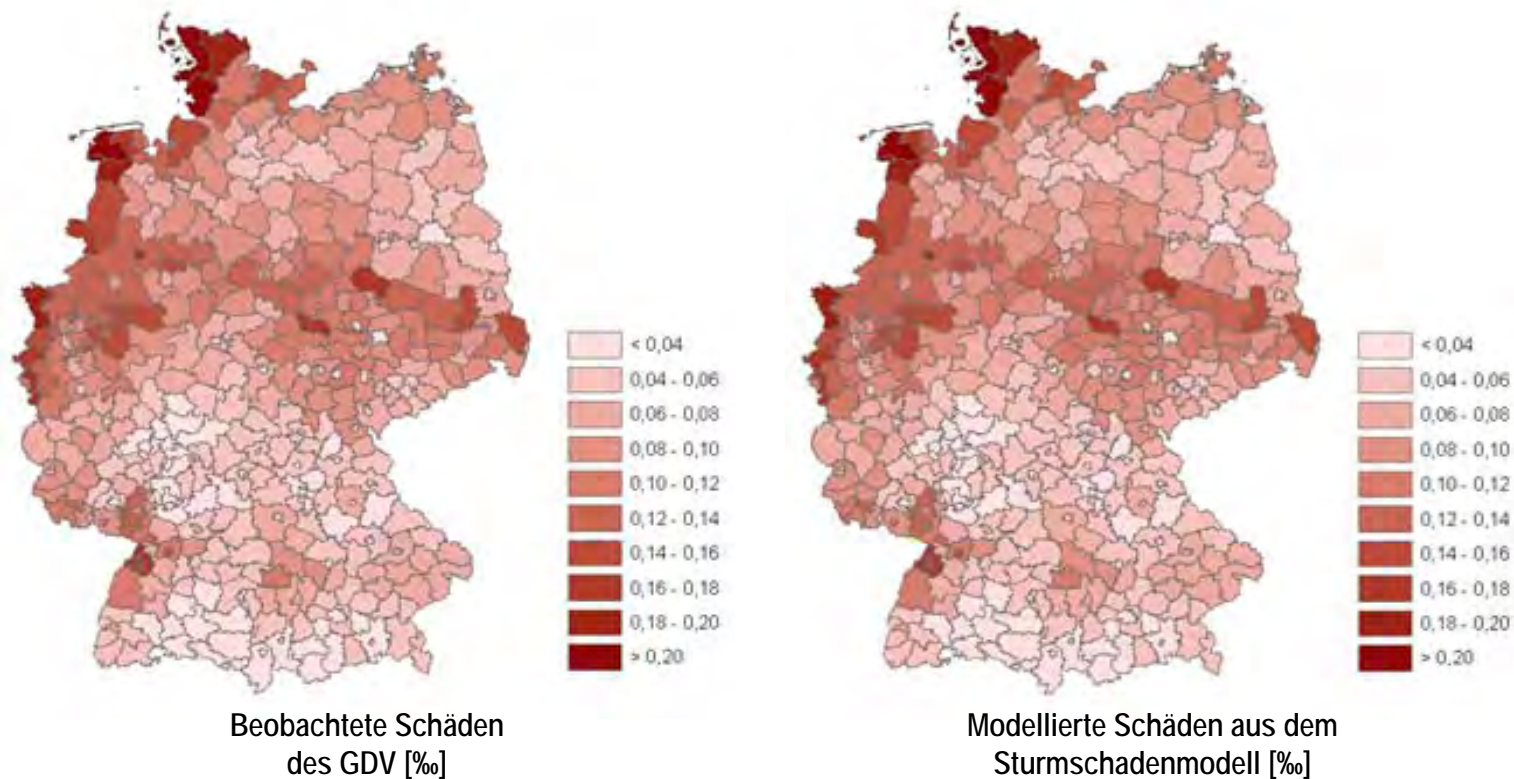 < 0,04
0,04 - 0,06
0,06 - 0,08
0,08 - 0,10
0,10 - 0,12
0,12 - 0,14
0,14 - 0,16
0,16 - 0,18
0,18 - 0,20
> 0,20
Beobachtete Schäden
des GDV [‰]
< 0,04
0,04 - 0,06
0,06 - 0,08
0,08 - 0,10
0,10 - 0,12
0,12 - 0,14
0,14 - 0,16
0,16 - 0,18
0,18 - 0,20
> 0,20
Modellierte Schäden aus dem
Sturmschadenmodell [‰]